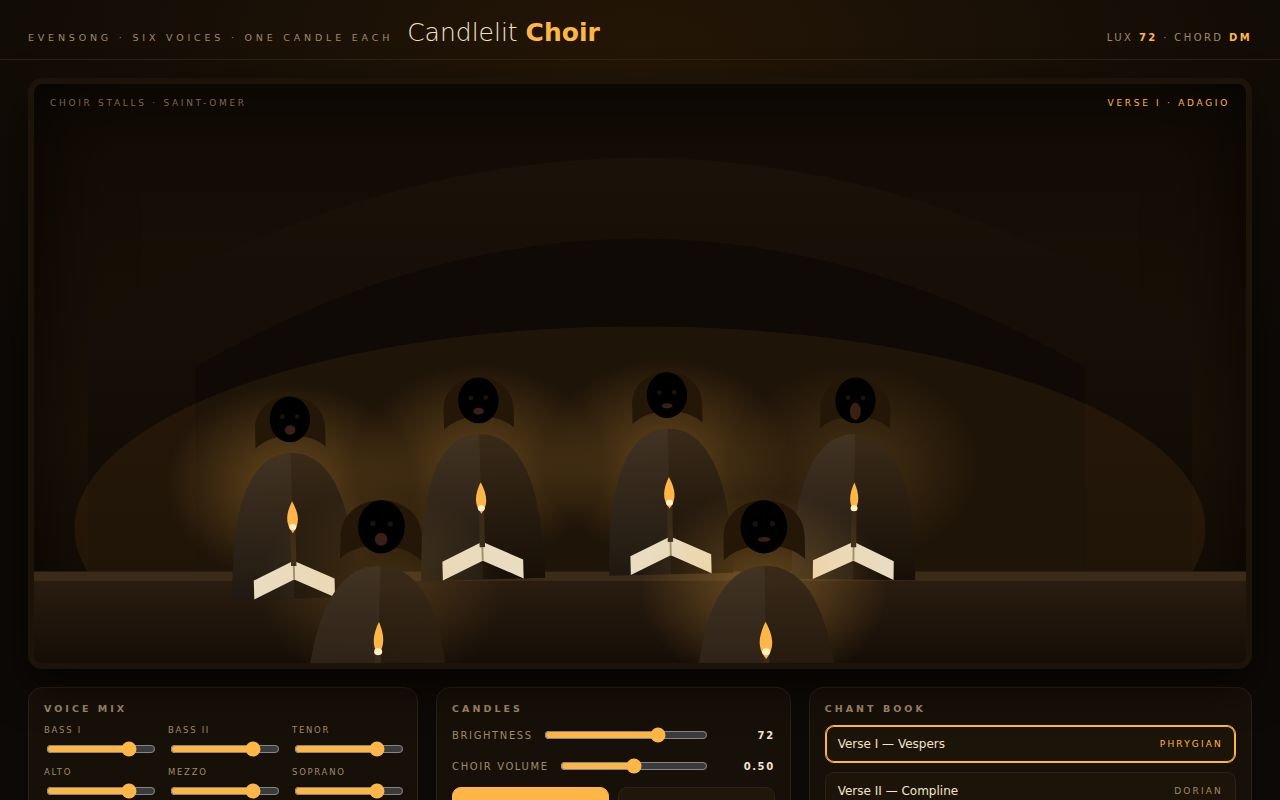 EVENSONG · SIX VOICES · ONE CANDLE EACH Candlelit Choir LUX 72 · CHORD DM
CHOIR STALLS · SAINT-OMER VERSE I · ADAGIO
VOICE MIX
BASS I BASS II TENOR
ALTO MEZZO SOPRANO
CANDLES
BRIGHTNESS 72
CHOIR VOLUME 0.50
CHANT BOOK
Verse I — Vespers PHRYGIAN
Verse II — Compline DORIAN